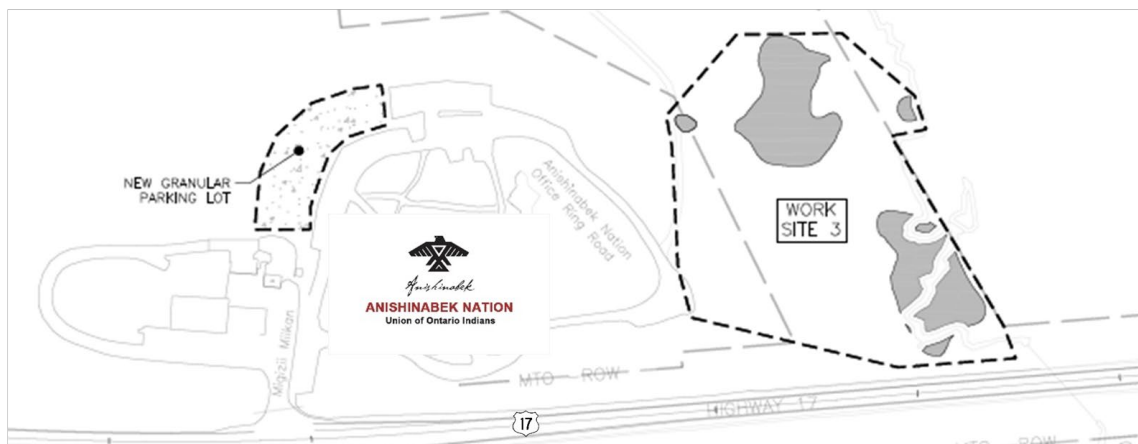 NEW GRANULAR
PARKING LOT
Migizii Miikan
Anishinabek
ANISHINABEK NATION
Union of Ontario Indians
Anishinabek Nation
Office Ring Road
WORK
SITE 3
MTO ROW
HIGHWAY 17
17
MTO ROW